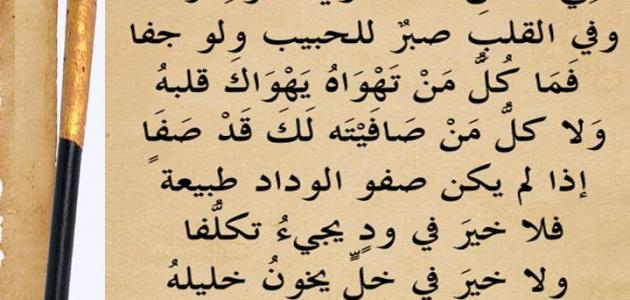 وفي القلبِ صبرٌ للحبيب ولو جفا
فَمَا كُلُّ مَنْ تَهْوَاهُ يَهْوَاكَ قلبهُ
وَلا كلُّ مَنْ صَافَيْتَه لَكَ قَدْ صَفَا
إذا لم يكن صفو الوداد طبيعة ً
فلا خيرَ في ودٍ يجيءُ تكلُّفا
ولا خيرَ في خلٍّ يخونُ خليلهُ